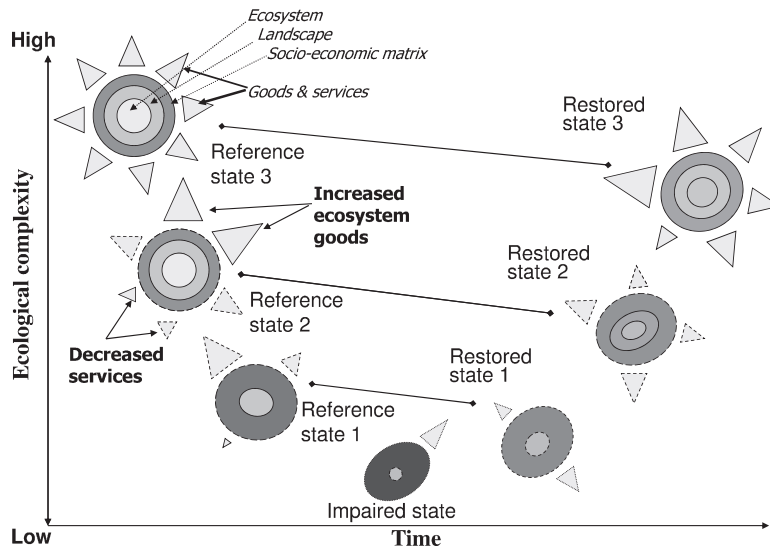 Ecosystem
Landscape
Socio-economic matrix
High
Goods & services
Restored
state 3
Reference
state 3
Increased
ecosystem
goods
Ecological complexity
Restored
state 2
Reference
state 2
Decreased
services
Restored
state 1
Reference
state 1
Impaired state
Low
Time